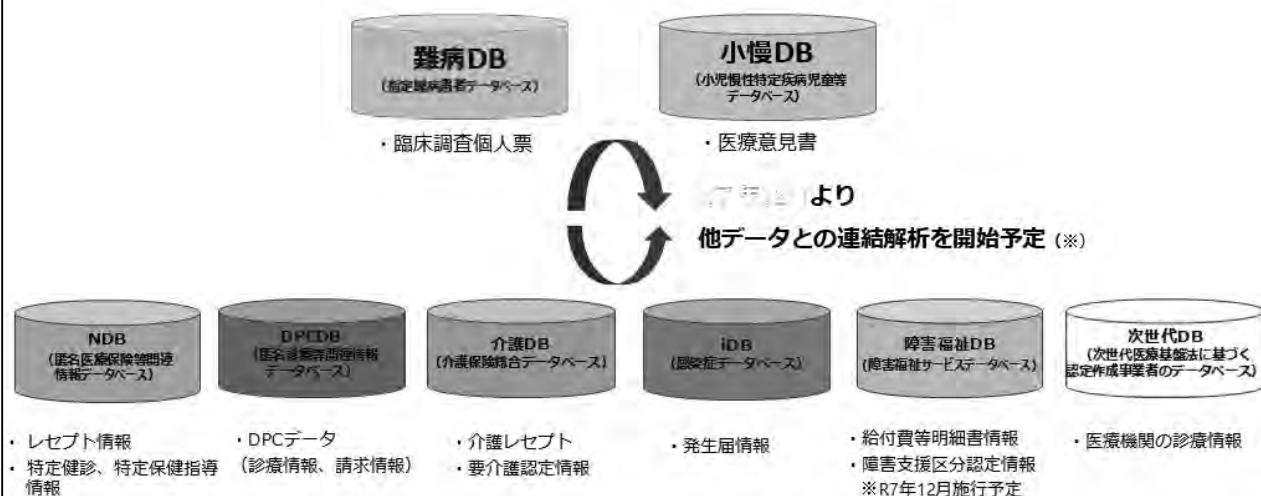 難病DB
(指定難病患者データベース)
・臨床調査個人票
小慢DB
(小児慢性特定疾病児童等
データベース)
・医療意見書
より
他データとの連結解析を開始予定(※)
NDB
(匿名医療保険等関連
情報データベース)
・レセプト情報
・特定健診、特定保健指導
情報
DPCDB
(匿名診療等関連情報
データベース)
・DPCデータ
(診療情報、請求情報)
介護DB
(介護保険総合データベース)
・介護レセプト
・要介護認定情報
iDB
(感染症データベース)
・発生届情報
障害福祉DB
(障害福祉サービスデータベース)
・給付費等明細書情報
・障害支援区分認定情報
※R7年12月施行予定
次世代DB
(次世代医療基盤法に基づく
認定作成事業者のデータベース)
・医療機関の診療情報